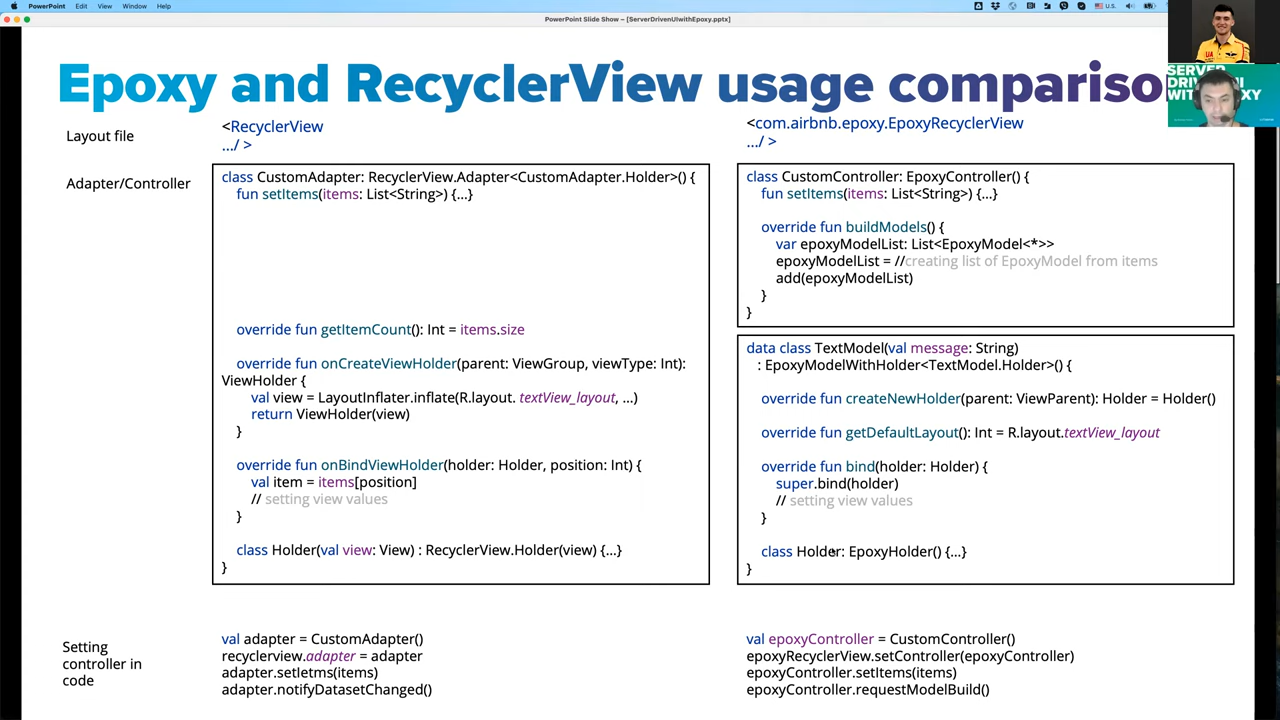 PowerPoint Edit View Window Help U.S.
PowerPoint Slide Show – [ServerDrivenUIwithEpoxy.pptx]
Epoxy and RecyclerView usage compariso
UA
SERVER
DRIV
WITH
Layout file
<RecyclerView
.../ >
<com.airbnb.epoxy.EpoxyRecyclerView
.../ >
Adapter/Controller
class CustomAdapter: RecyclerView.Adapter<CustomAdapter.Holder>() {
fun setItems(items: List<String>) {...}
override fun getItemCount(): Int = items.size
override fun onCreateViewHolder(parent: ViewGroup, viewType: Int):
ViewHolder {
val view = LayoutInflater.inflate(R.layout. textView_layout, ...)
return ViewHolder(view)
}
override fun onBindViewHolder(holder: Holder, position: Int) {
val item = items[position]
// setting view values
}
class Holder(val view: View) : RecyclerView.Holder(view) {...}
}
class CustomController: EpoxyController() {
fun setItems(items: List<String>) {...}
override fun buildModels() {
var epoxyModelList: List<EpoxyModel<*>>
epoxyModelList = //creating list of EpoxyModel from items
add(epoxyModelList)
}
}
data class TextModel(val message: String)
: EpoxyModelWithHolder<TextModel.Holder>() {
override fun createNewHolder(parent: ViewParent): Holder = Holder()
override fun getDefaultLayout(): Int = R.layout.textView_layout
override fun bind(holder: Holder) {
super.bind(holder)
// setting view values
}
class Holder: EpoxyHolder() {...}
}
Setting
controller in
code
val adapter = CustomAdapter()
recyclerview.adapter = adapter
adapter.setIetms(items)
adapter.notifyDatasetChanged()
val epoxyController = CustomController()
epoxyRecyclerView.setController(epoxyController)
epoxyController.setItems(items)
epoxyController.requestModelBuild()